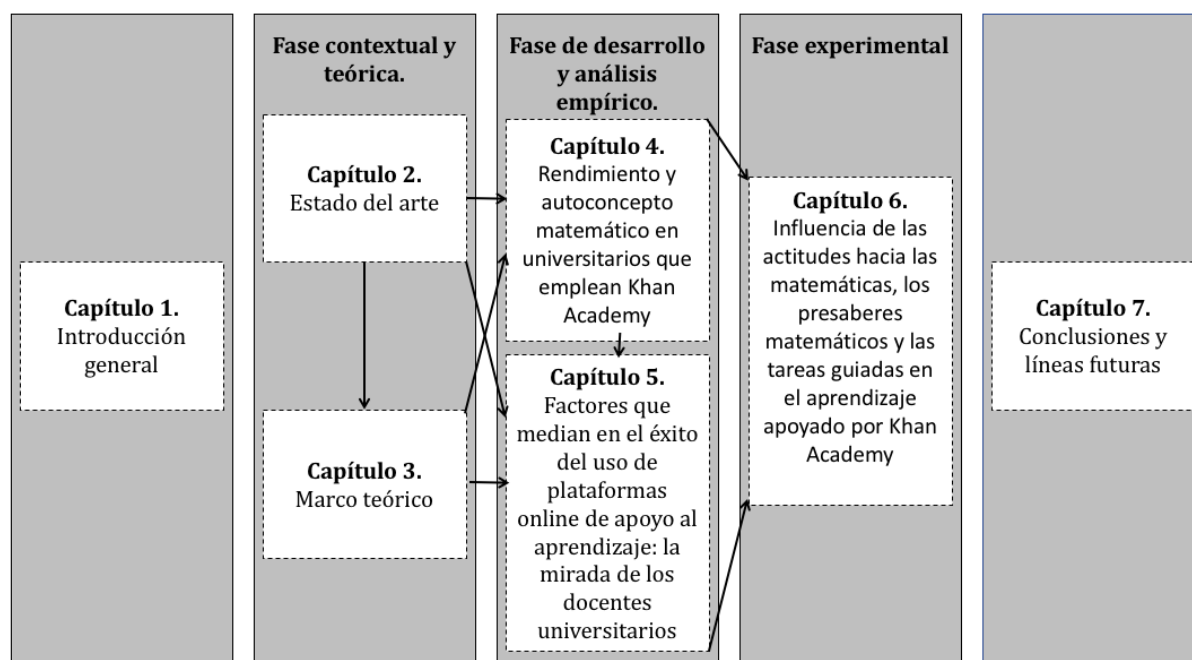 Capítulo 1.
Introducción
general
Fase contextual y
teórica.
Capítulo 2.
Estado del arte
Capítulo 3.
Marco teórico
Fase de desarrollo
y análisis
empírico.
Capítulo 4.
Rendimiento y
autoconcepto
matemático en
universitarios que
emplean Khan
Academy
Capítulo 5.
Factores que
median en el éxito
del uso de
plataformas
online de apoyo al
aprendizaje: la
mirada de los
docentes
universitarios
Fase experimental
Capítulo 6.
Influencia de las
actitudes hacia las
matemáticas, los
presaberes
matemáticos y las
tareas guiadas en
el aprendizaje
apoyado por Khan
Academy
Capítulo 7.
Conclusiones y
líneas futuras